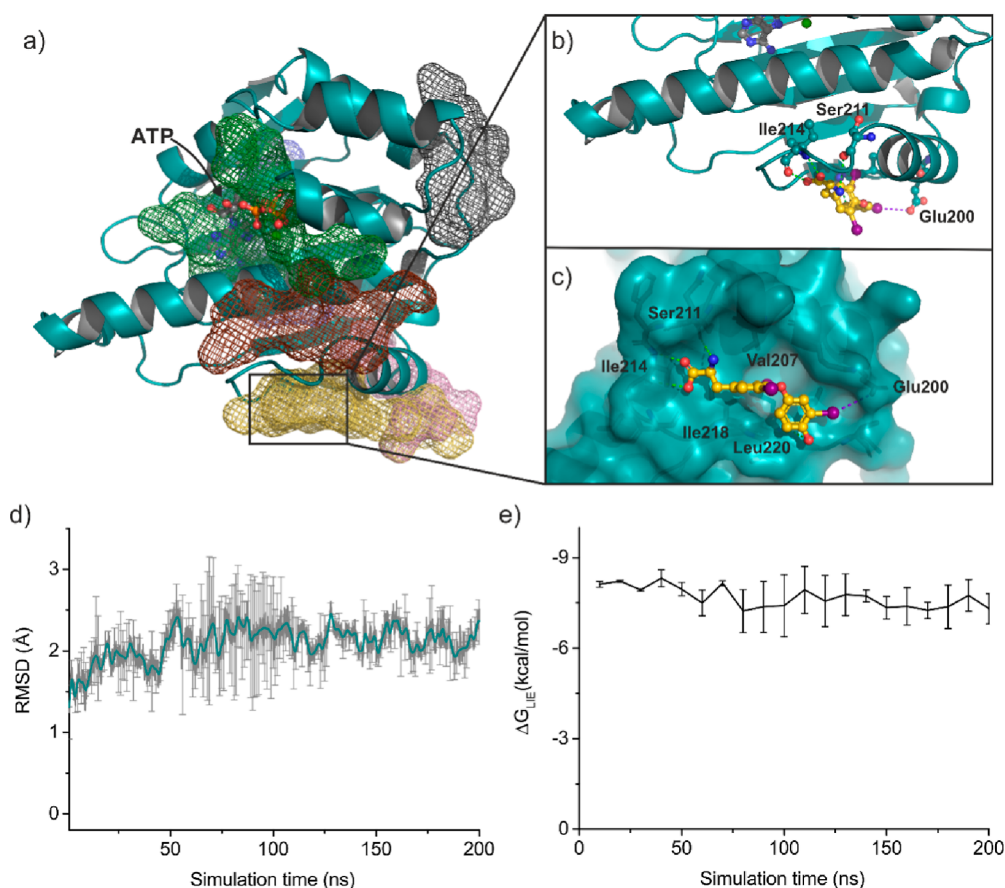 a)
ATP
b)
Ser211
Ile214
Glu200
c)
Ser211
Ile214
Val207
Glu200
Ile218
Leu220
d)
3
2
1
0
RMSD (Å)
0 50 100 150 200
Simulation time (ns)
e)
-9
-6
-3
0
ΔG_LIE (kcal/mol)
0 50 100 150 200
Simulation time (ns)